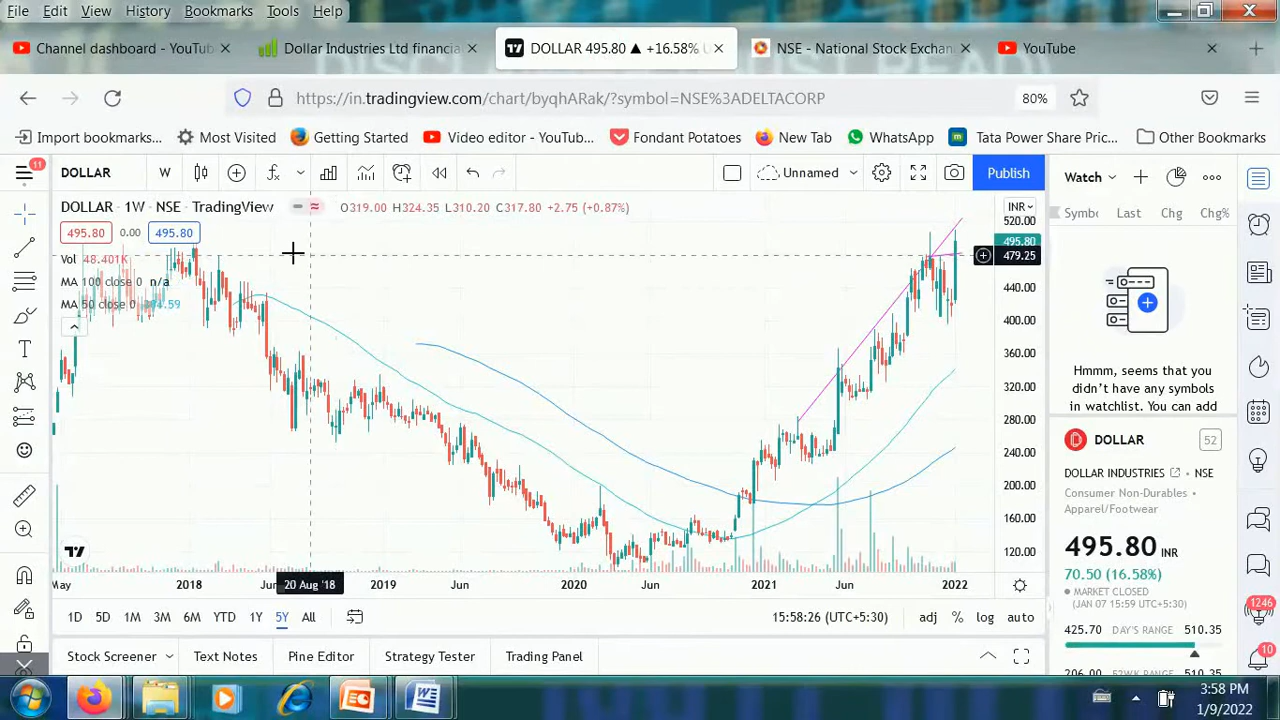 File Edit View History Bookmarks Tools Help
Channel dashboard - YouTub
Dollar Industries Ltd financia
DOLLAR 495.80 ▲ +16.58% U
NSE - National Stock Exchan
YouTube
https://in.tradingview.com/chart/byqhARak/?symbol=NSE%3ADELTACORP
80%
Import bookmarks... Most Visited Getting Started Video editor - YouTub... Fondant Potatoes New Tab WhatsApp Tata Power Share Pric... Other Bookmarks
11
DOLLAR W Unnamed Publish
Watch
DOLLAR · 1W · NSE · TradingView O319.00 H324.35 L310.20 C317.80 +2.75 (+0.87%)
INR
Symbc Last Chg Chg%
495.80 0.00 495.80
Vol 48.401K
MA 100 close 0 n/a
MA 50 close 0
520.00
495.80
479.25
440.00
400.00
360.00
320.00
280.00
240.00
200.00
160.00
120.00
Hmmm, seems that you
didn't have any symbols
in watchlist. You can add
DOLLAR 52
DOLLAR INDUSTRIES · NSE
Consumer Non-Durables ·
Apparel/Footwear
495.80 INR
70.50 (16.58%)
MARKET CLOSED
(JAN 07 15:59 UTC+5:30)
425.70 DAY'S RANGE 510.35
206.00 52WK RANGE 510.35
May 2018 Jun 20 Aug '18 2019 Jun 2020 Jun 2021 Jun 2022
1D 5D 1M 3M 6M YTD 1Y 5Y All
15:58:26 (UTC+5:30) adj % log auto
1246
10
Stock Screener Text Notes Pine Editor Strategy Tester Trading Panel
3:58 PM
1/9/2022